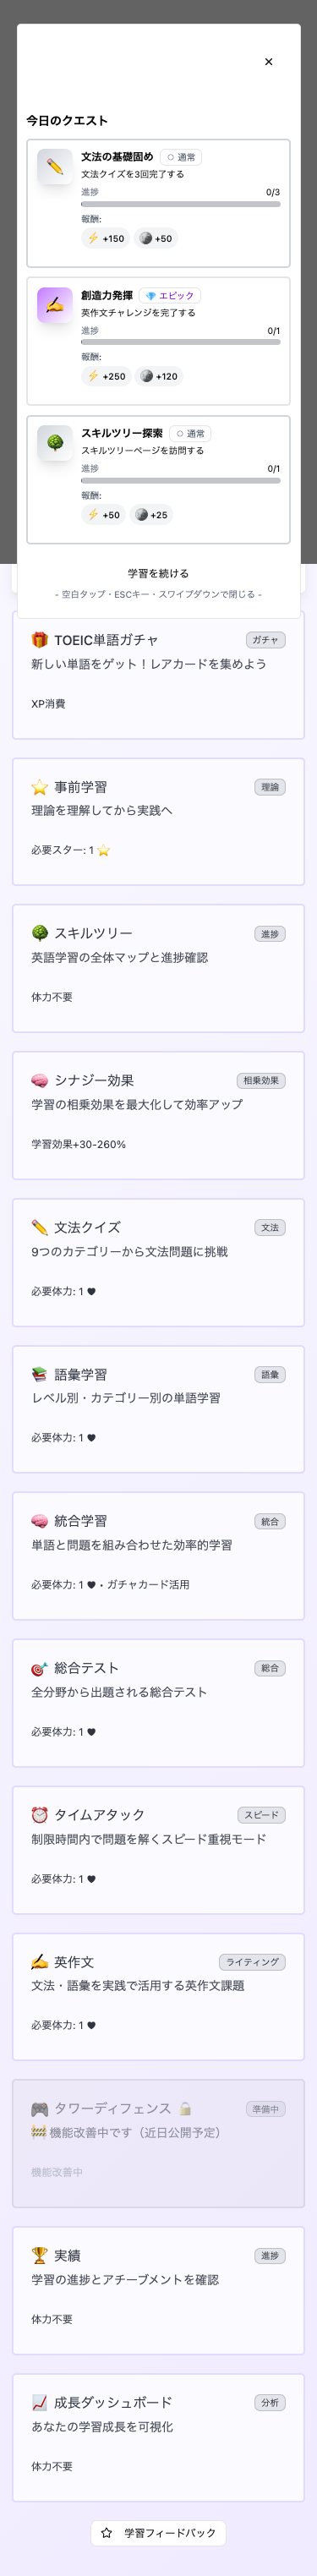 今日のクエスト
文法の基礎固め 通常
文法クイズを3回完了する
進捗 0/3
報酬:
+150 +50
創造力発揮 エピック
英作文チャレンジを完了する
進捗 0/1
報酬:
+250 +120
スキルツリー探索 通常
スキルツリーページを訪問する
進捗 0/1
報酬:
+50 +25
学習を続ける
- 空白タップ・ESCキー・スワイプダウンで閉じる -
TOEIC単語ガチャ ガチャ
新しい単語をゲット！レアカードを集めよう
XP消費
事前学習 理論
理論を理解してから実践へ
必要スター: 1
スキルツリー 進捗
英語学習の全体マップと進捗確認
体力不要
シナジー効果 相乗効果
学習の相乗効果を最大化して効率アップ
学習効果+30-260%
文法クイズ 文法
9つのカテゴリーから文法問題に挑戦
必要体力: 1 ♥
語彙学習 語彙
レベル別・カテゴリー別の単語学習
必要体力: 1 ♥
統合学習 統合
単語と問題を組み合わせた効率的学習
必要体力: 1 ♥・ガチャカード活用
総合テスト 総合
全分野から出題される総合テスト
必要体力: 1 ♥
タイムアタック スピード
制限時間内で問題を解くスピード重視モード
必要体力: 1 ♥
英作文 ライティング
文法・語彙を実践で活用する英作文課題
必要体力: 1 ♥
タワーディフェンス 準備中
機能改善中です（近日公開予定）
機能改善中
実績 進捗
学習の進捗とアチーブメントを確認
体力不要
成長ダッシュボード 分析
あなたの学習成長を可視化
体力不要
学習フィードバック